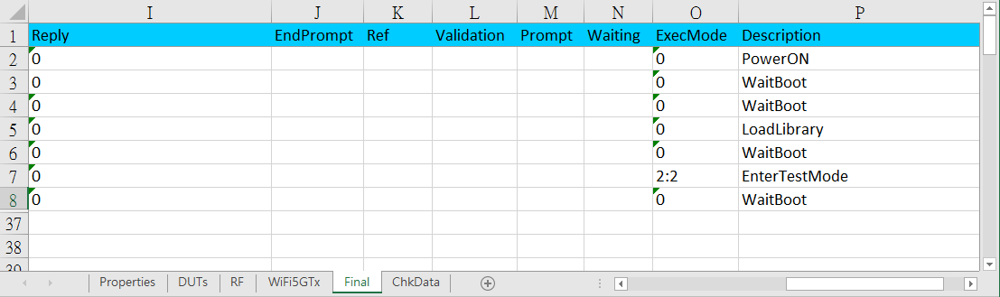 I J K L M N O P
1 Reply EndPrompt Ref Validation Prompt Waiting ExecMode Description
2 0 0 PowerON
3 0 0 WaitBoot
4 0 0 WaitBoot
5 0 0 LoadLibrary
6 0 0 WaitBoot
7 0 2:2 EnterTestMode
8 0 0 WaitBoot
37
38
39
Properties DUTs RF WiFi5GTx Final ChkData